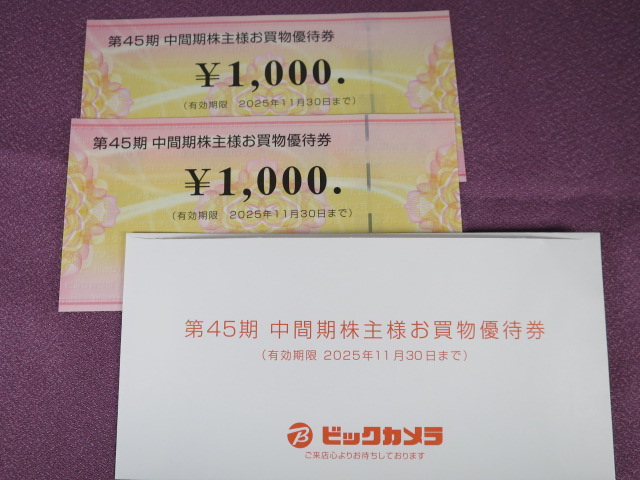 第45期 中間期株主様お買物優待券
￥1,000.
（有効期限 2025年11月30日まで）
第45期 中間期株主様お買物優待券
￥1,000.
（有効期限 2025年11月30日まで）
第45期 中間期株主様お買物優待券
（有効期限 2025年11月30日まで）
B ビックカメラ
ご来店心よりお待ちしております